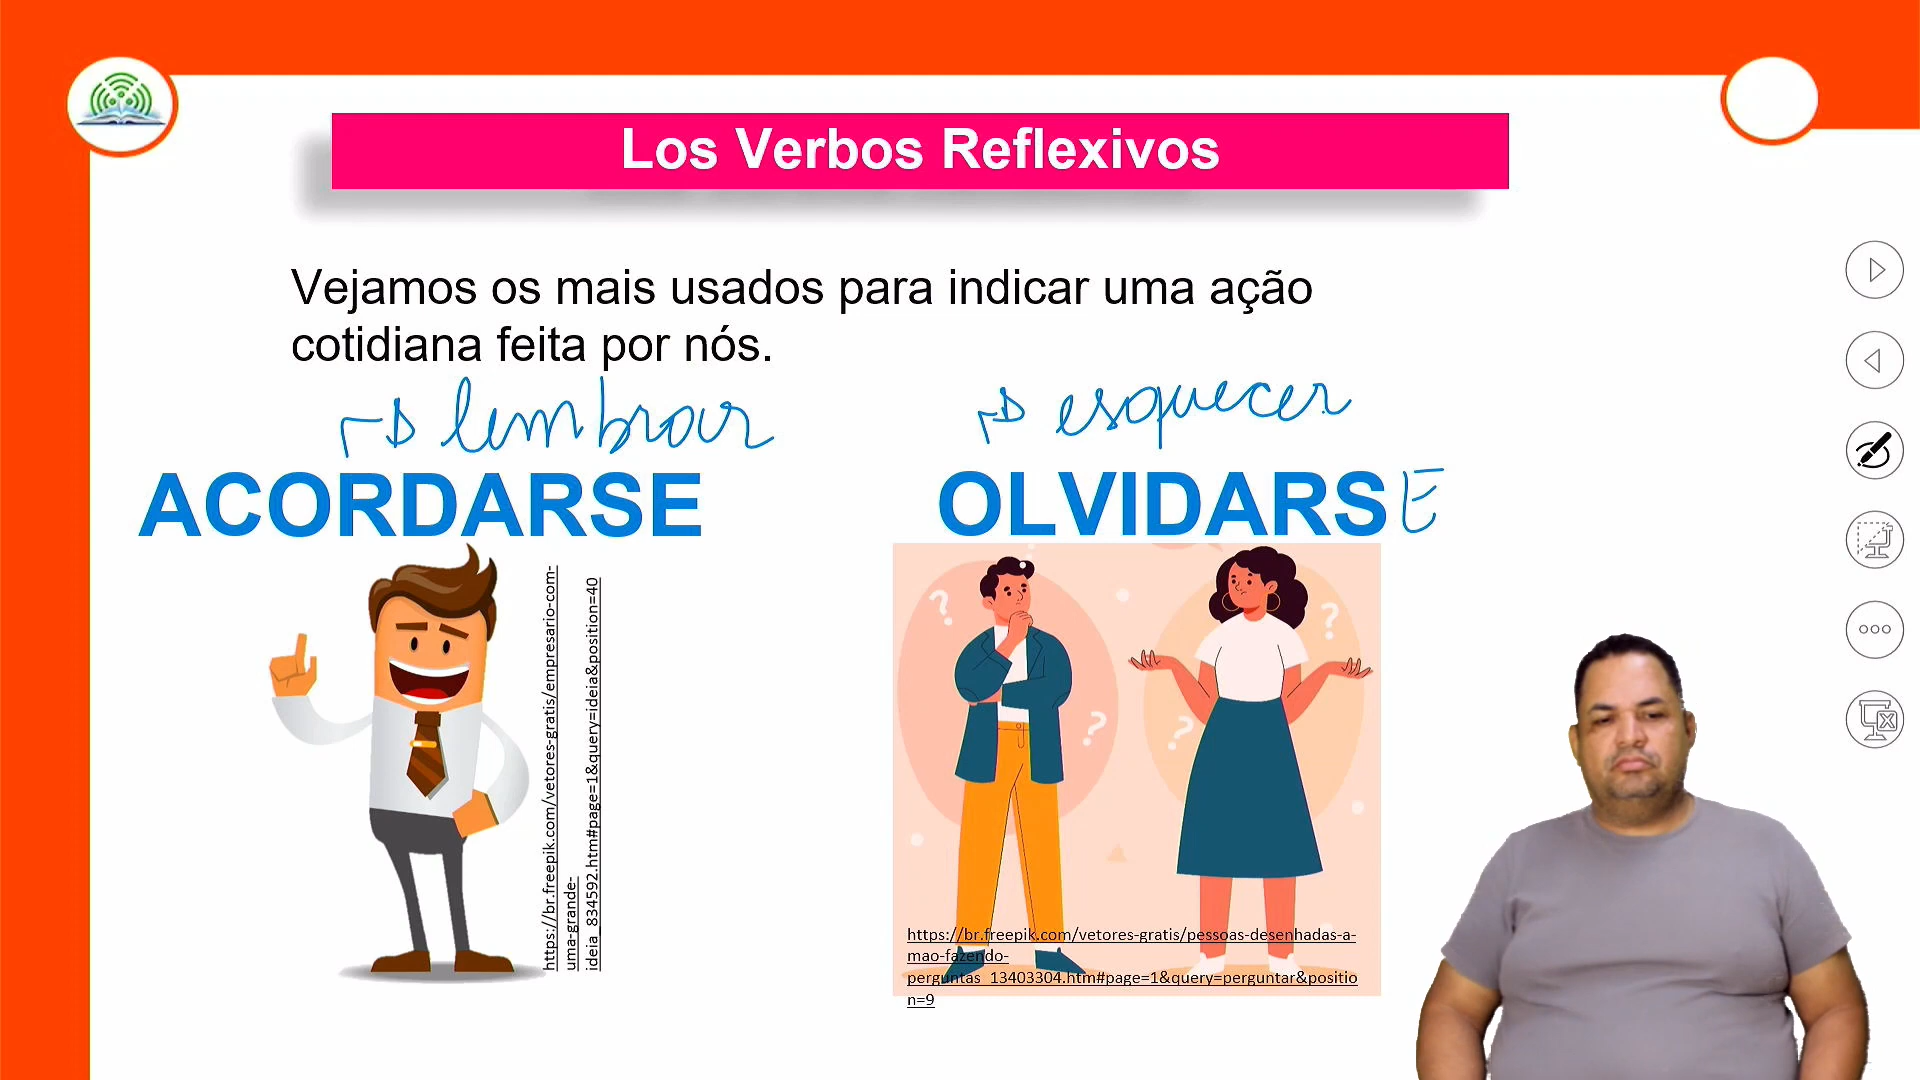 Los Verbos Reflexivos
Vejamos os mais usados para indicar uma ação
cotidiana feita por nós.
lembrar
esquecer
ACORDARSE
OLVIDARSE
https://br.freepik.com/vetores-gratis/empresario-com-
uma-grande-
ideia_834592.htm#page=1&query=ideia&position=40
https://br.freepik.com/vetores-gratis/pessoas-desenhadas-a-
mao-fazendo-
perguntas_13403304.htm#page=1&query=perguntar&positio
n=9